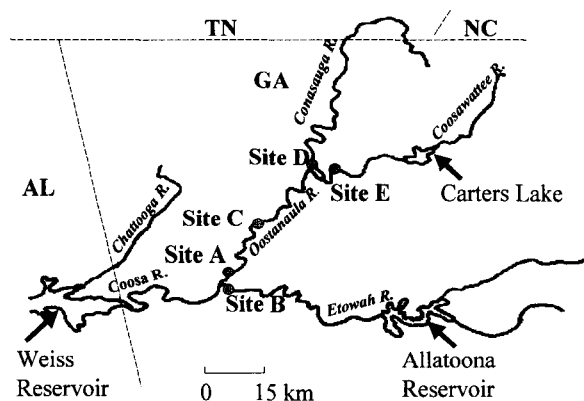 TN
NC
GA
Conasauga R.
Coosawattee R.
Site D
Site E
AL
Carters Lake
Chattooga R.
Site C
Oostanaula R.
Site A
Coosa R.
Site B
Etowah R.
Weiss
Reservoir
0 15 km
Allatoona
Reservoir